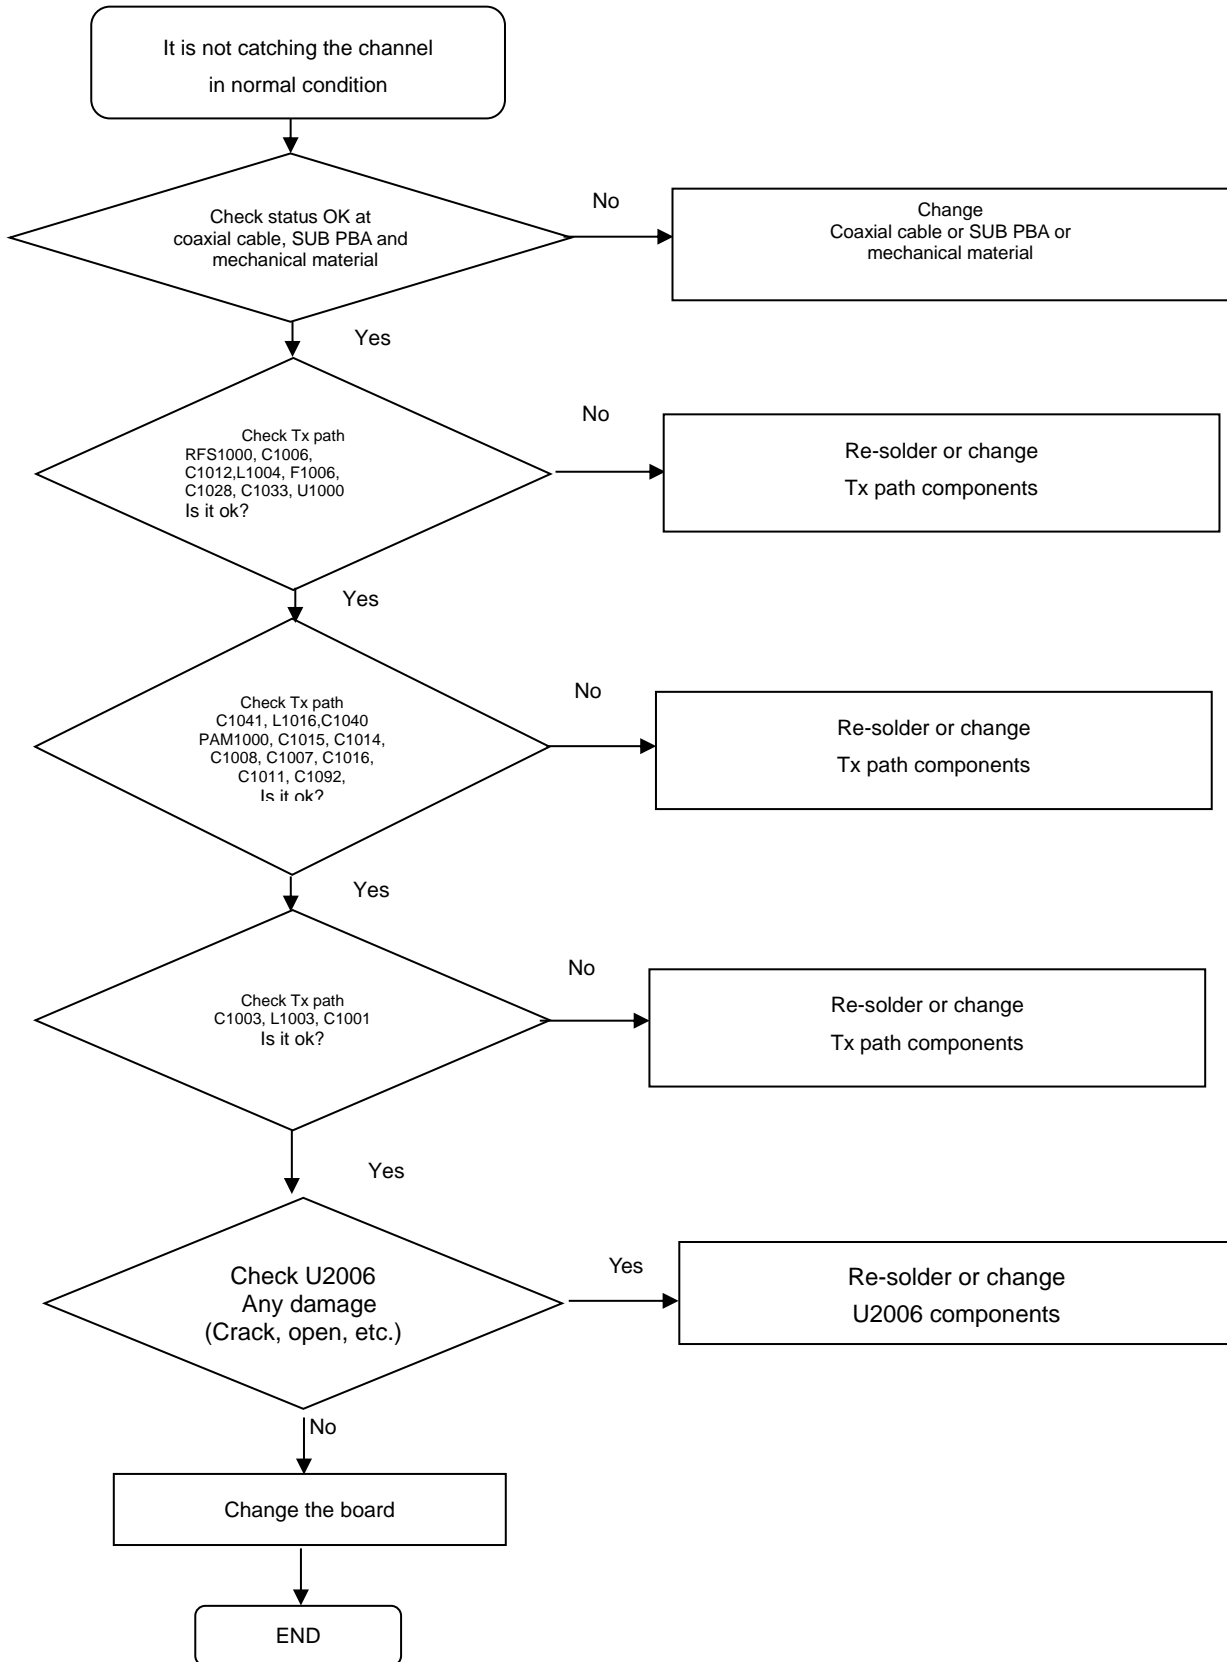 It is not catching the channel
in normal condition
Check status OK at
coaxial cable, SUB PBA and
mechanical material
No
Change
Coaxial cable or SUB PBA or
mechanical material
Yes
Check Tx path
RFS1000, C1006,
C1012,L1004, F1006,
C1028, C1033, U1000
Is it ok?
No
Re-solder or change
Tx path components
Yes
Check Tx path
C1041, L1016,C1040
PAM1000, C1015, C1014,
C1008, C1007, C1016,
C1011, C1092,
Is it ok?
No
Re-solder or change
Tx path components
Yes
Check Tx path
C1003, L1003, C1001
Is it ok?
No
Re-solder or change
Tx path components
Yes
Check U2006
Any damage
(Crack, open, etc.)
Yes
Re-solder or change
U2006 components
No
Change the board
END